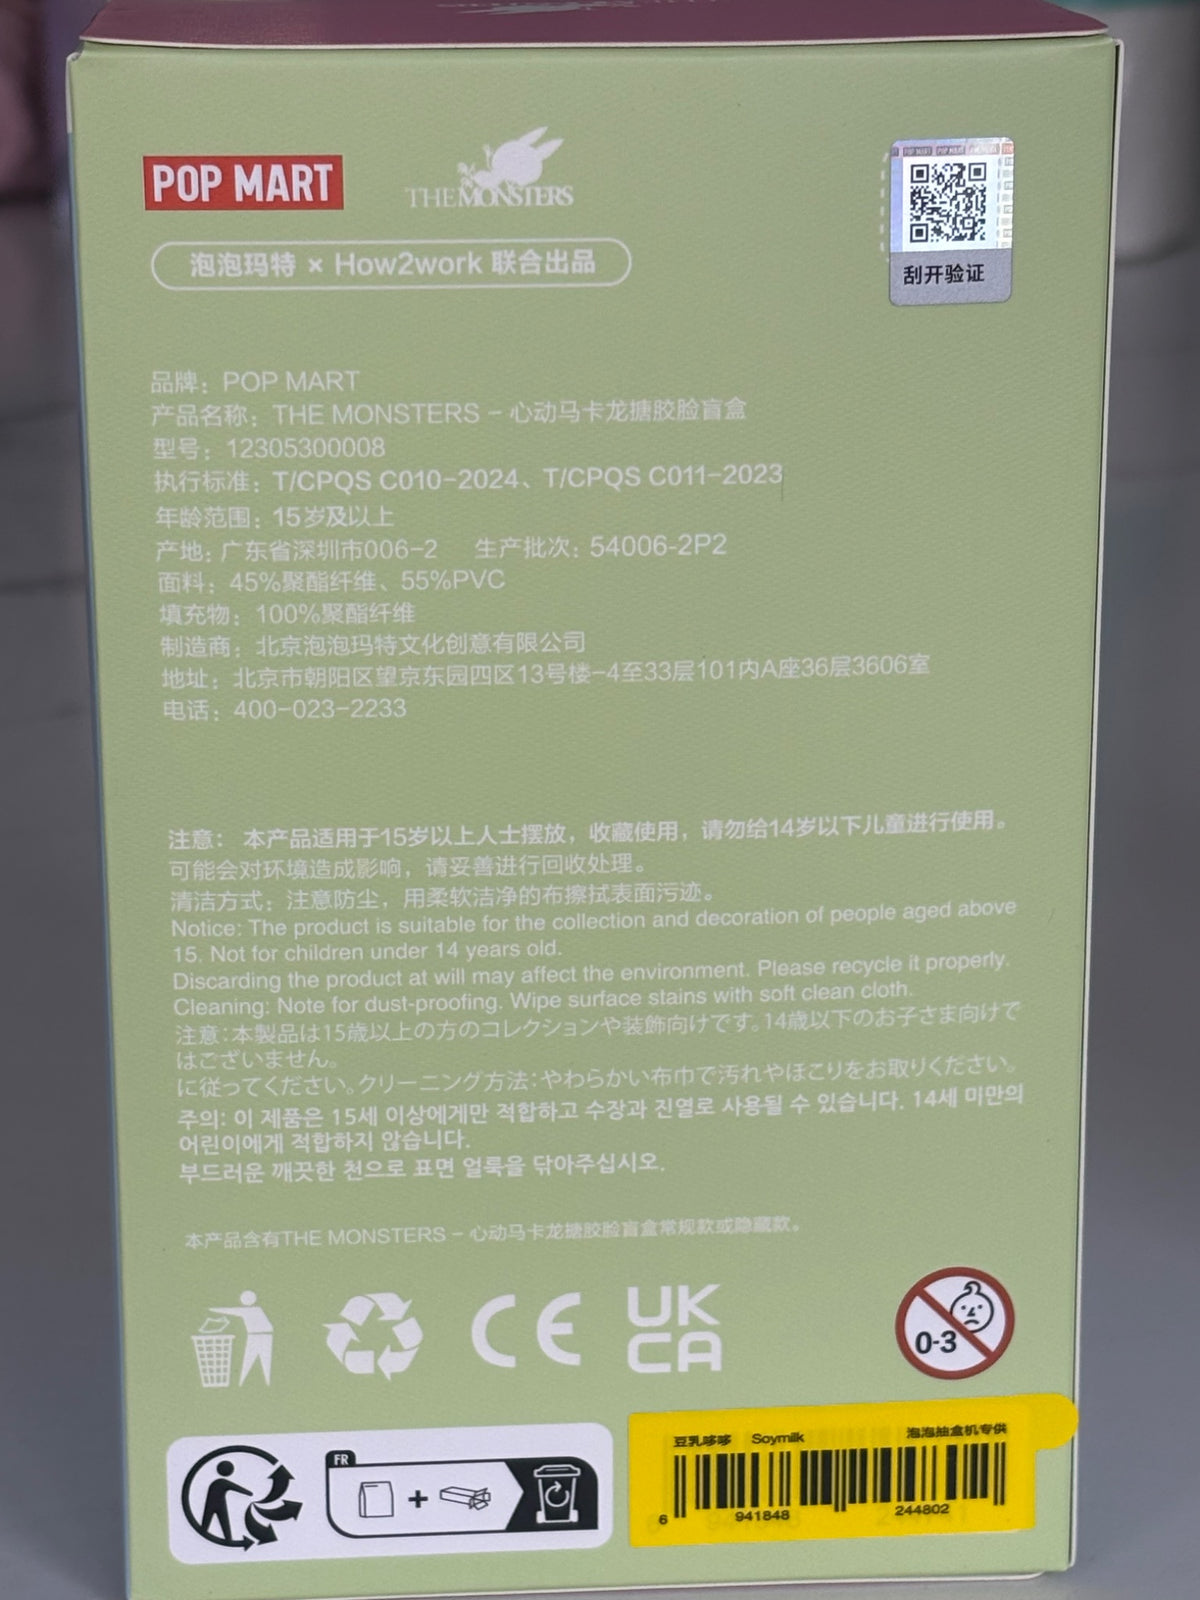 POP MART
THE MONSTERS
泡泡玛特 × How2work 联合出品
刮开验证
品牌：POP MART
产品名称：THE MONSTERS － 心动马卡龙搪胶脸盲盒
型号：12305300008
执行标准：T/CPQS C010-2024、T/CPQS C011-2023
年龄范围：15岁及以上
产地：广东省深圳市006-2 生产批次：54006-2P2
面料：45%聚酯纤维、55%PVC
填充物：100%聚酯纤维
制造商：北京泡泡玛特文化创意有限公司
地址：北京市朝阳区望京东园四区13号楼-4至33层101内A座36层3606室
电话：400-023-2233
注意： 本产品适用于15岁以上人士摆放，收藏使用，请勿给14岁以下儿童进行使用。
可能会对环境造成影响，请妥善进行回收处理。
清洁方式：注意防尘，用柔软洁净的布擦拭表面污迹。
Notice: The product is suitable for the collection and decoration of people aged above
15. Not for children under 14 years old.
Discarding the product at will may affect the environment. Please recycle it properly.
Cleaning: Note for dust-proofing. Wipe surface stains with soft clean cloth.
注意：本製品は15歳以上の方のコレクションや装飾向けです。14歳以下のお子さま向けで
はございません。
に従ってください。クリーニング方法：やわらかい布巾で汚れやほこりをお取りください。
주의: 이 제품은 15세 이상에게만 적합하고 수장과 진열로 사용될 수 있습니다. 14세 미만의
어린이에게 적합하지 않습니다.
부드러운 깨끗한 천으로 표면 얼룩을 닦아주십시오.
本产品含有THE MONSTERS － 心动马卡龙搪胶脸盲盒常规款或隐藏款。
CE
UK
CA
0-3
FR
+
豆乳哆哆 Soymilk 泡泡抽盒机专供
6 941848 244802